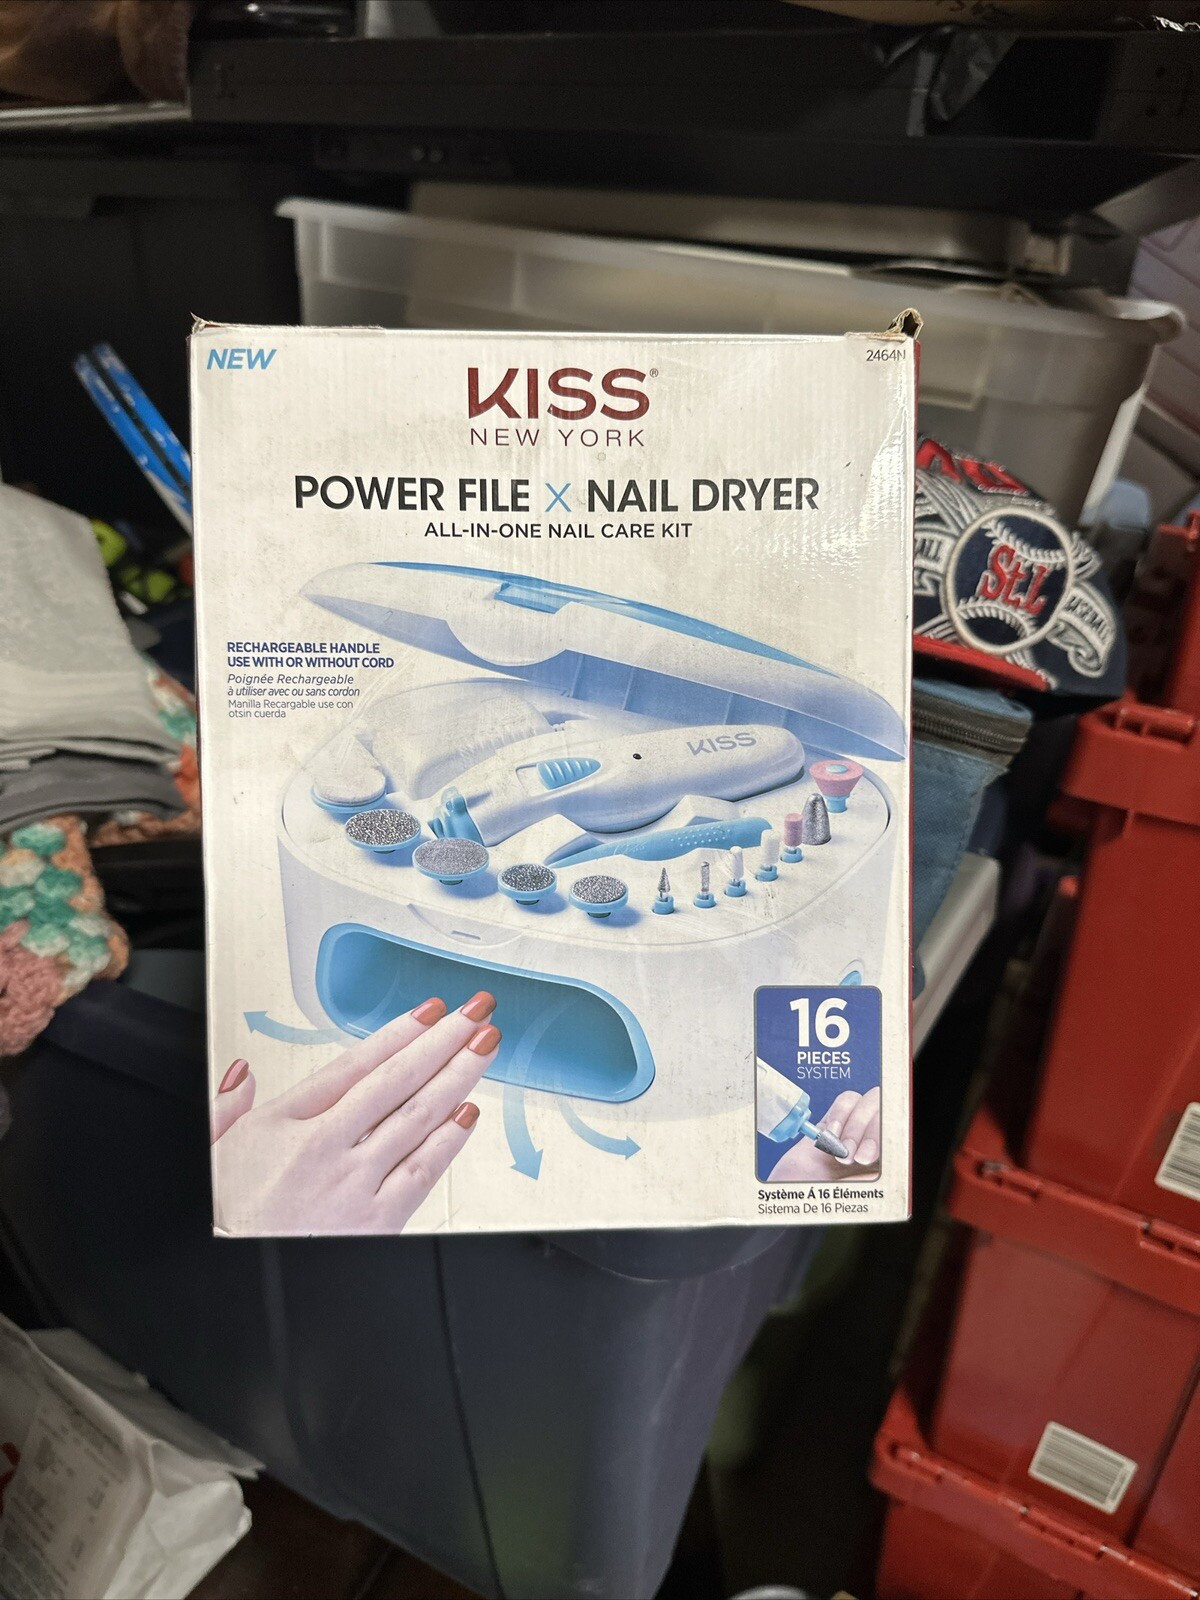 NEW
2464N
KISS®
NEW YORK
POWER FILE X NAIL DRYER
ALL-IN-ONE NAIL CARE KIT
RECHARGEABLE HANDLE
USE WITH OR WITHOUT CORD
Poignée Rechargeable
à utiliser avec ou sans cordon
Manilla Recargable use con
otsin cuerda
KISS
16
PIECES
SYSTEM
Système Á 16 Éléments
Sistema De 16 Piezas
StL
BASEBALL